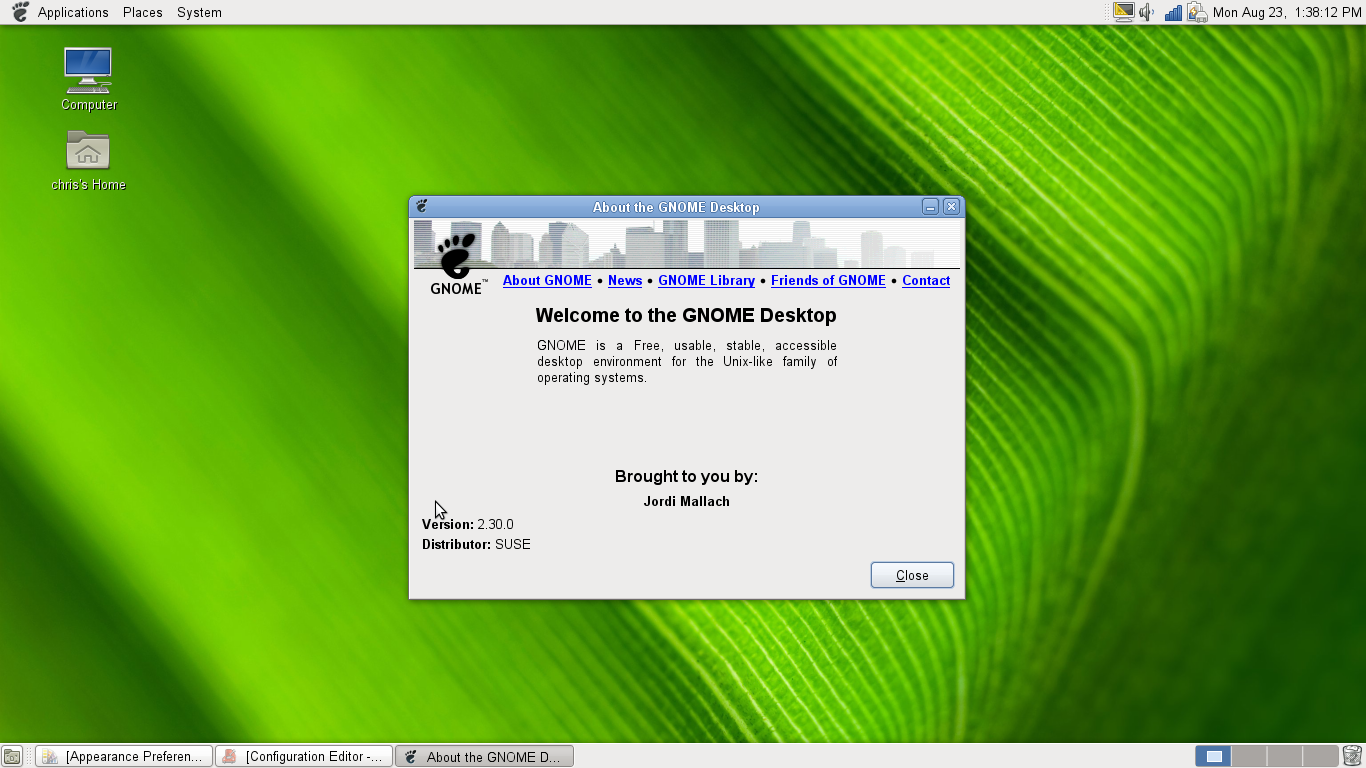 Applications Places System Mon Aug 23, 1:38:12 PM
Computer
chris's Home
About the GNOME Desktop
GNOME™
About GNOME • News • GNOME Library • Friends of GNOME • Contact
Welcome to the GNOME Desktop
GNOME is a Free, usable, stable, accessible
desktop environment for the Unix-like family of
operating systems.
Brought to you by:
Jordi Mallach
Version: 2.30.0
Distributor: SUSE
Close
[Appearance Preferen... [Configuration Editor -... About the GNOME D...